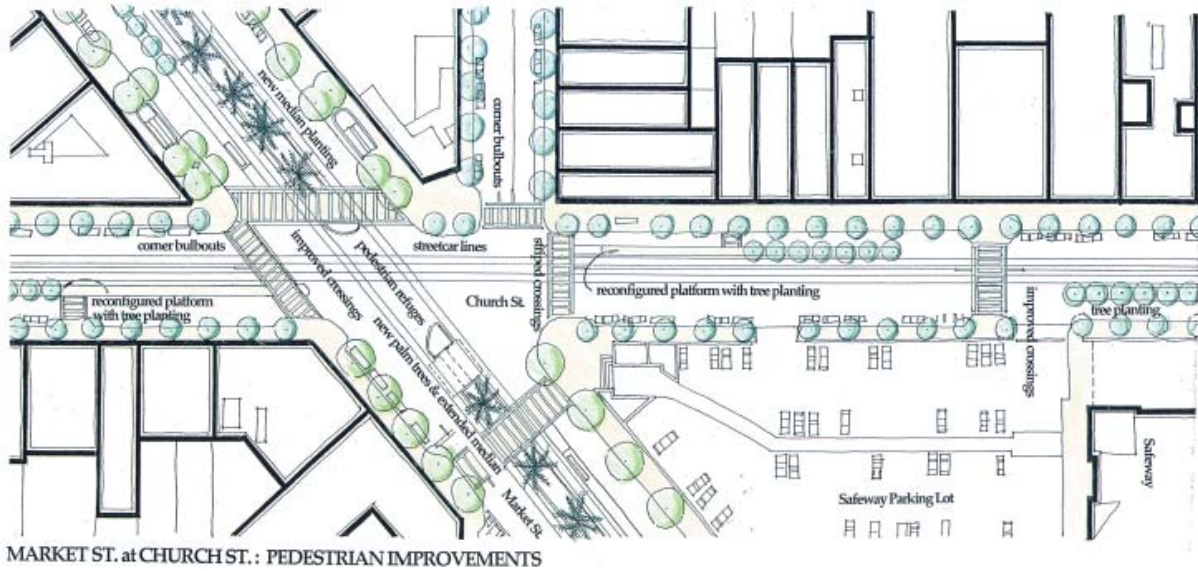 new median planting
corner bulbouts
corner bulbouts
improved crossings
pedestrian refuges
streetcar lines
striped crossings
Church St.
reconfigured platform
with tree planting
reconfigured platform with tree planting
improved crossings
tree planting
new palm trees & extended median
Market St.
Safeway Parking Lot
Safeway
MARKET ST. at CHURCH ST. : PEDESTRIAN IMPROVEMENTS